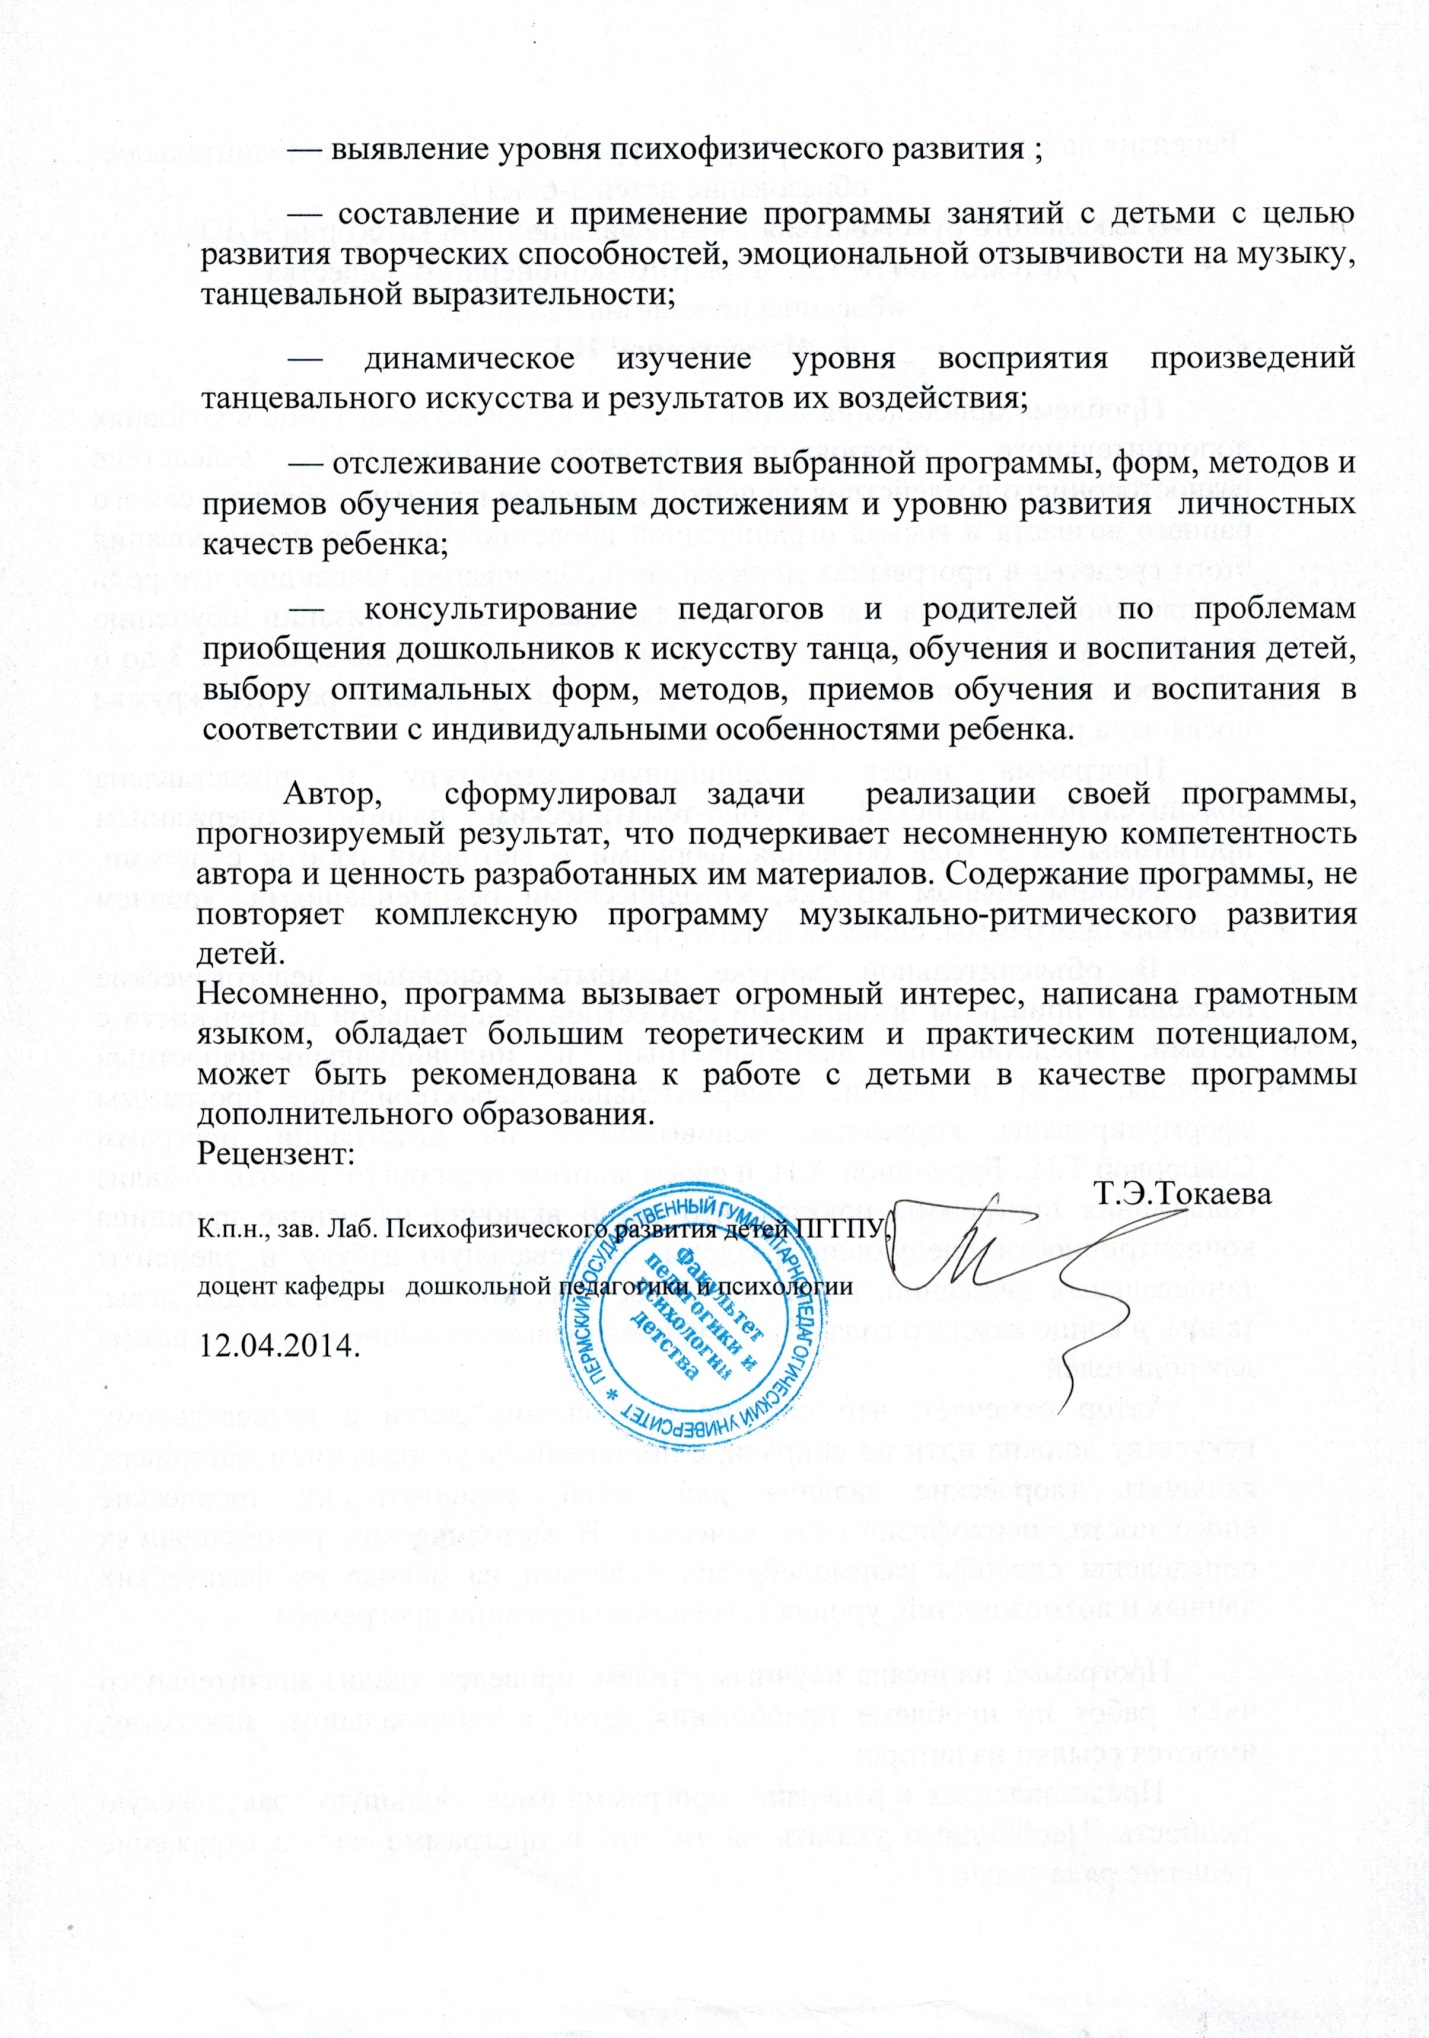 — выявление уровня психофизического развития ;
— составление и применение программы занятий с детьми с целью
развития творческих способностей, эмоциональной отзывчивости на музыку,
танцевальной выразительности;
— динамическое изучение уровня восприятия произведений
танцевального искусства и результатов их воздействия;
— отслеживание соответствия выбранной программы, форм, методов и
приемов обучения реальным достижениям и уровню развития личностных
качеств ребенка;
— консультирование педагогов и родителей по проблемам
приобщения дошкольников к искусству танца, обучения и воспитания детей,
выбору оптимальных форм, методов, приемов обучения и воспитания в
соответствии с индивидуальными особенностями ребенка.
Автор, сформулировал задачи реализации своей программы,
прогнозируемый результат, что подчеркивает несомненную компетентность
автора и ценность разработанных им материалов. Содержание программы, не
повторяет комплексную программу музыкально-ритмического развития
детей.
Несомненно, программа вызывает огромный интерес, написана грамотным
языком, обладает большим теоретическим и практическим потенциалом,
может быть рекомендована к работе с детьми в качестве программы
дополнительного образования.
Рецензент:
Т.Э.Токаева
К.п.н., зав. Лаб. Психофизического развития детей ПГГПУ,
доцент кафедры дошкольной педагогики и психологии
12.04.2014.
ПЕРМСКИЙ ГОСУДАРСТВЕННЫЙ ГУМАНИТАРНО-ПЕДАГОГИЧЕСКИЙ УНИВЕРСИТЕТ *
Факультет
педагогики и
психологии
детства